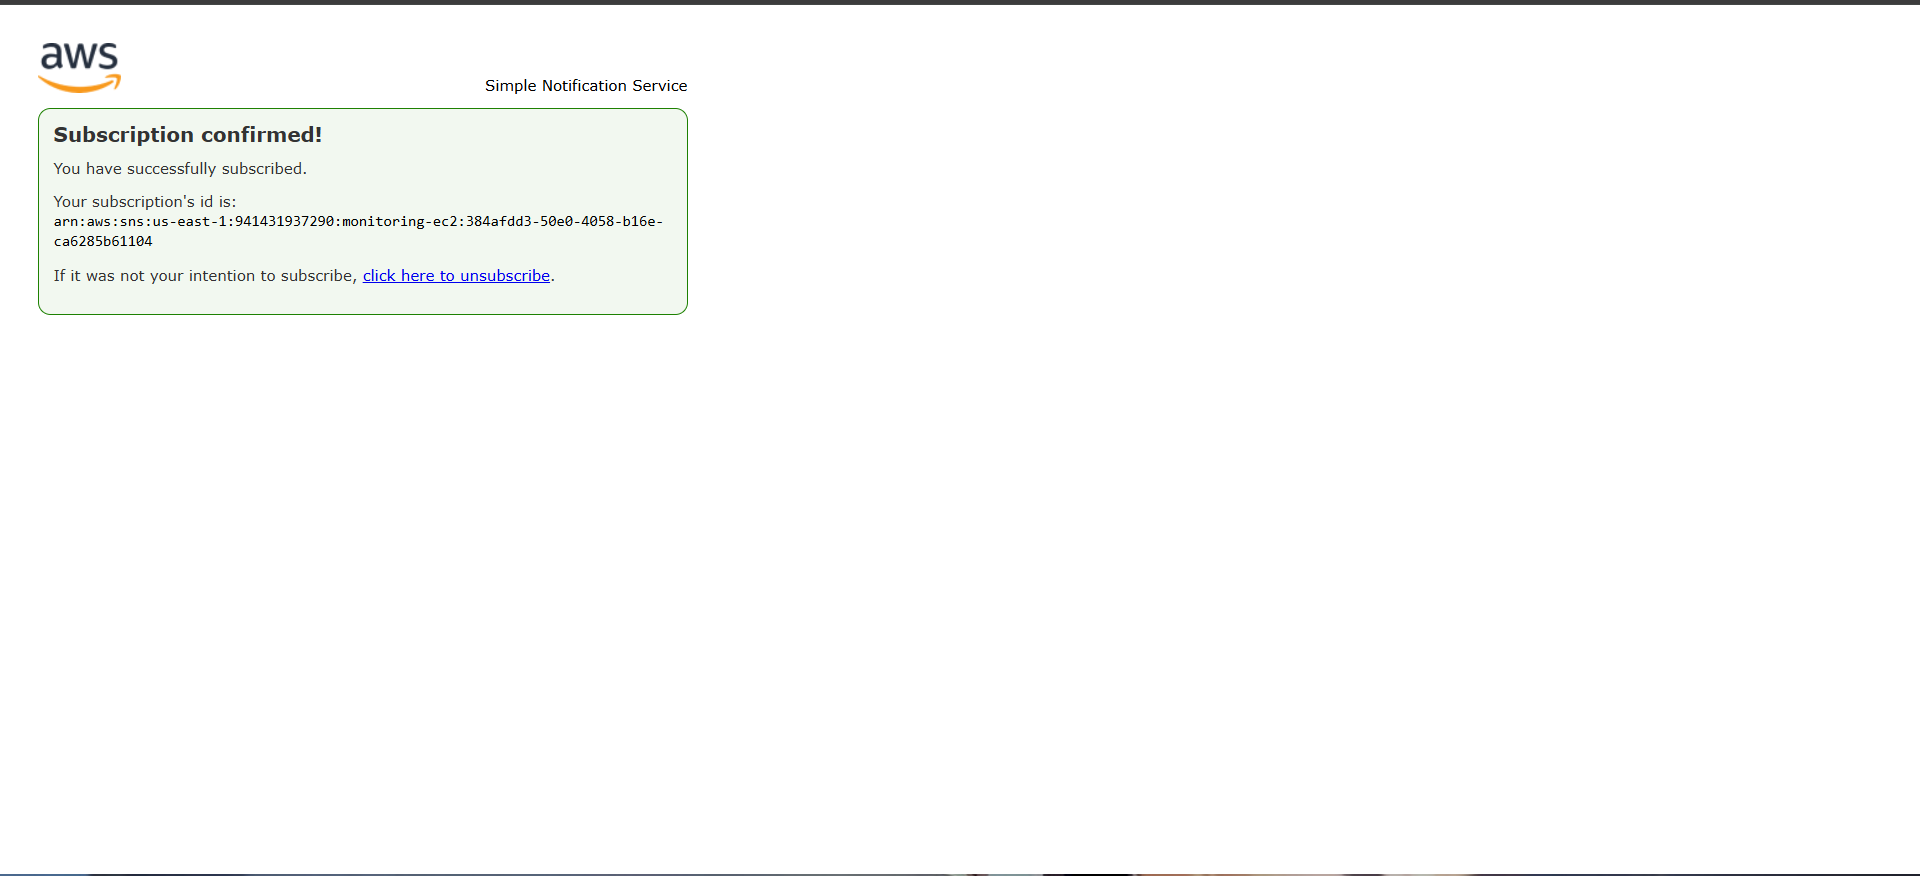 aws
Simple Notification Service
Subscription confirmed!
You have successfully subscribed.
Your subscription's id is:
arn:aws:sns:us-east-1:941431937290:monitoring-ec2:384afdd3-50e0-4058-b16e-
ca6285b61104
If it was not your intention to subscribe, click here to unsubscribe.